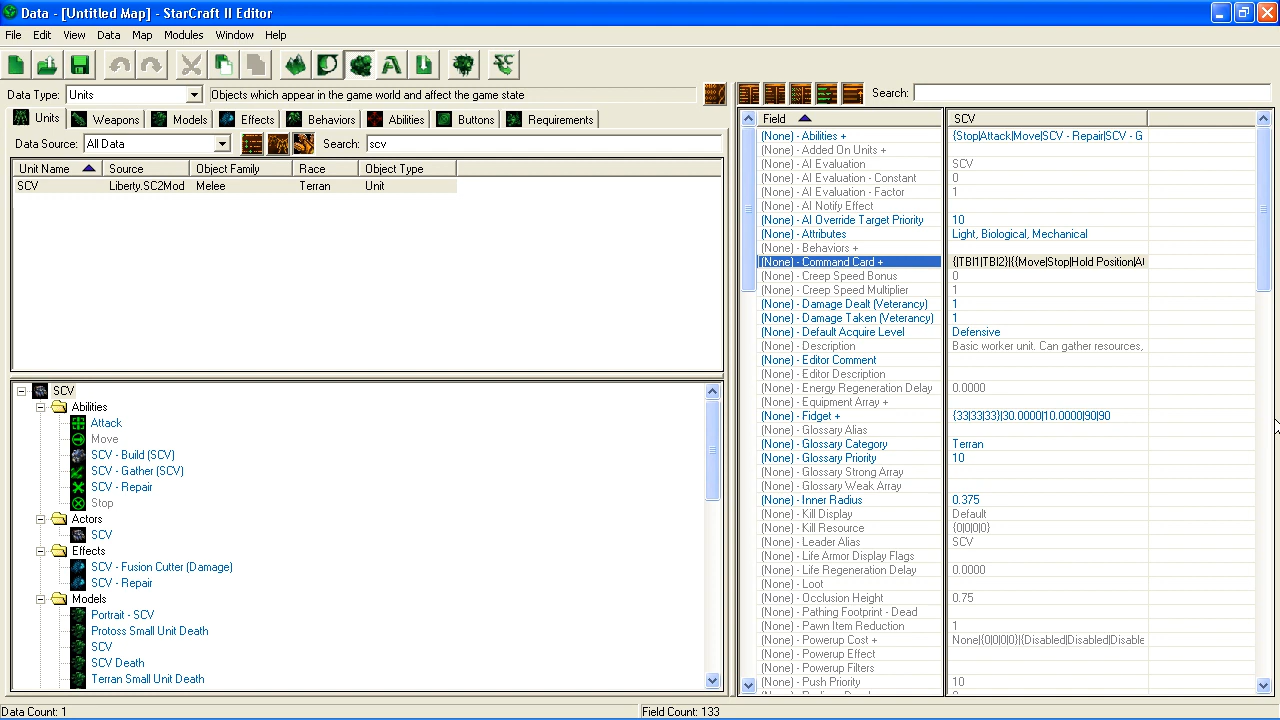 Data - [Untitled Map] - StarCraft II Editor
File Edit View Data Map Modules Window Help
Data Type: Units Objects which appear in the game world and affect the game state
Search:
Units Weapons Models Effects Behaviors Abilities Buttons Requirements
Data Source: All Data Search: scv
Unit Name Source Object Family Race Object Type
SCV Liberty.SC2Mod Melee Terran Unit
SCV
Abilities
Attack
Move
SCV - Build (SCV)
SCV - Gather (SCV)
SCV - Repair
Stop
Actors
SCV
Effects
SCV - Fusion Cutter (Damage)
SCV - Repair
Models
Portrait - SCV
Protoss Small Unit Death
SCV
SCV Death
Terran Small Unit Death
Field SCV
(None) - Abilities + {Stop|Attack|Move|SCV - Repair|SCV - G
(None) - Added On Units +
(None) - AI Evaluation SCV
(None) - AI Evaluation - Constant 0
(None) - AI Evaluation - Factor 1
(None) - AI Notify Effect
(None) - AI Override Target Priority 10
(None) - Attributes Light, Biological, Mechanical
(None) - Behaviors +
(None) - Command Card + {|TBI1|TBI2}|{{Move|Stop|Hold Position|At
(None) - Creep Speed Bonus 0
(None) - Creep Speed Multiplier 1
(None) - Damage Dealt (Veterancy) 1
(None) - Damage Taken (Veterancy) 1
(None) - Default Acquire Level Defensive
(None) - Description Basic worker unit. Can gather resources,
(None) - Editor Comment
(None) - Editor Description
(None) - Energy Regeneration Delay 0.0000
(None) - Equipment Array +
(None) - Fidget + {33|33|33}|30.0000|10.0000|90|90
(None) - Glossary Alias
(None) - Glossary Category Terran
(None) - Glossary Priority 10
(None) - Glossary Strong Array
(None) - Glossary Weak Array
(None) - Inner Radius 0.375
(None) - Kill Display Default
(None) - Kill Resource {0|0|0|0}
(None) - Leader Alias SCV
(None) - Life Armor Display Flags
(None) - Life Regeneration Delay 0.0000
(None) - Loot
(None) - Occlusion Height 0.75
(None) - Pathing Footprint - Dead
(None) - Pawn Item Reduction 1
(None) - Powerup Cost + None|{0|0|0|0}|{Disabled|Disabled|Disable
(None) - Powerup Effect
(None) - Powerup Filters
(None) - Push Priority 10
Data Count: 1 Field Count: 133